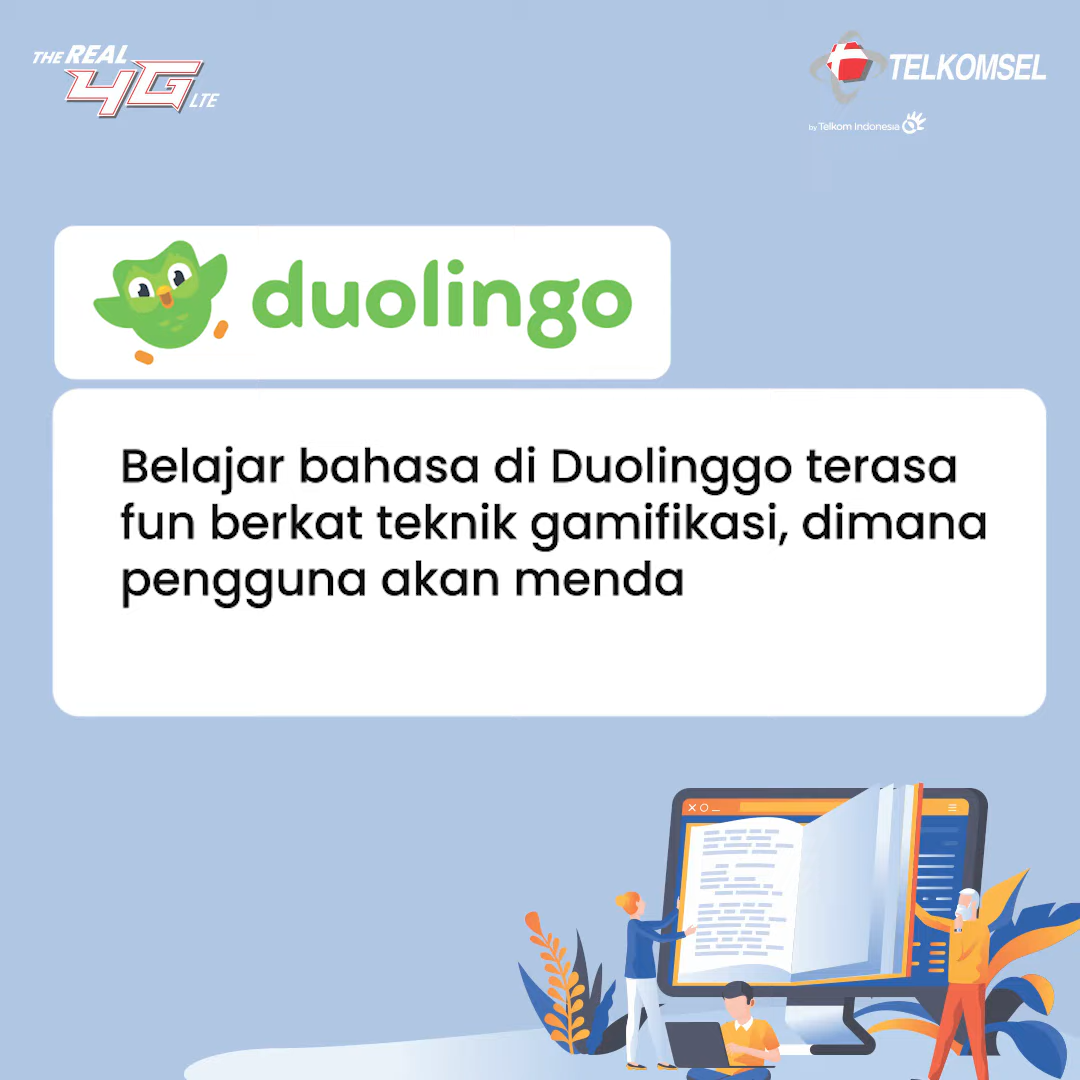 THE REAL
4G LTE
TELKOMSEL
by Telkom Indonesia
duolingo
Belajar bahasa di Duolinggo terasa
fun berkat teknik gamifikasi, dimana
pengguna akan menda